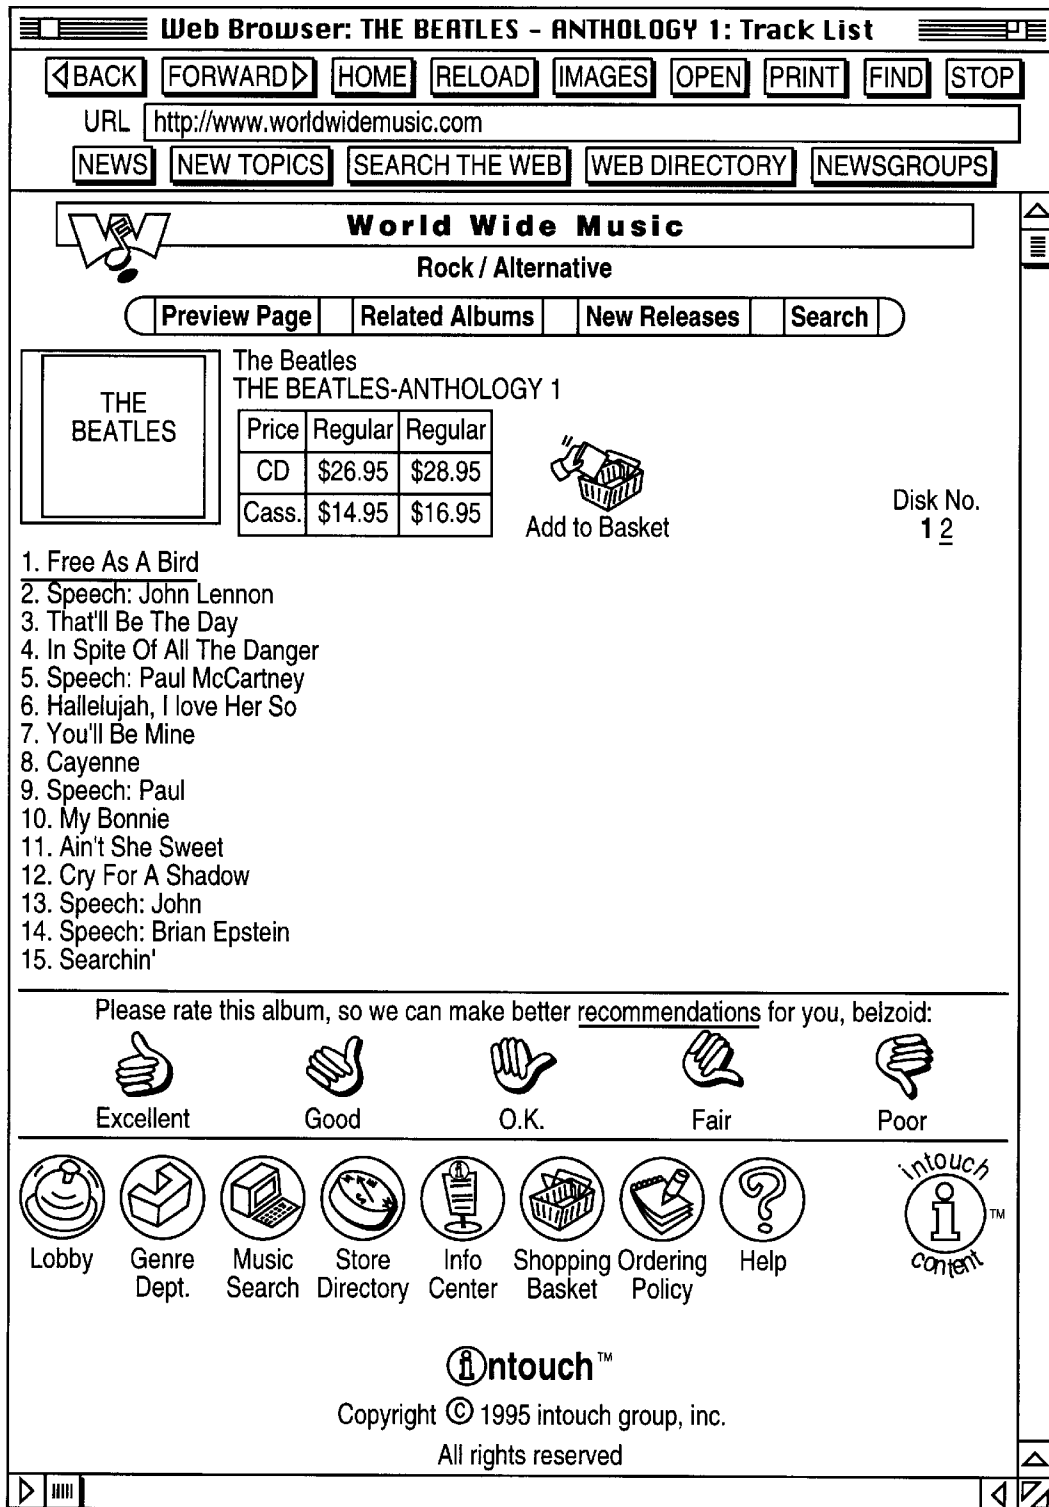 Web Browser: THE BEATLES – ANTHOLOGY 1: Track List
BACK FORWARD HOME RELOAD IMAGES OPEN PRINT FIND STOP
URL http://www.worldwidemusic.com
NEWS NEW TOPICS SEARCH THE WEB WEB DIRECTORY NEWSGROUPS
World Wide Music
Rock / Alternative
Preview Page Related Albums New Releases Search
THE
BEATLES
The Beatles
THE BEATLES-ANTHOLOGY 1
Price Regular Regular
CD $26.95 $28.95
Cass. $14.95 $16.95
Add to Basket
Disk No.
1 2
1. Free As A Bird
2. Speech: John Lennon
3. That'll Be The Day
4. In Spite Of All The Danger
5. Speech: Paul McCartney
6. Hallelujah, I love Her So
7. You'll Be Mine
8. Cayenne
9. Speech: Paul
10. My Bonnie
11. Ain't She Sweet
12. Cry For A Shadow
13. Speech: John
14. Speech: Brian Epstein
15. Searchin'
Please rate this album, so we can make better recommendations for you, belzoid:
Excellent Good O.K. Fair Poor
Lobby
Genre
Dept.
Music
Search
Store
Directory
Info
Center
Shopping
Basket
Ordering
Policy
Help
intouch
i TM
content
intouch™
Copyright © 1995 intouch group, inc.
All rights reserved